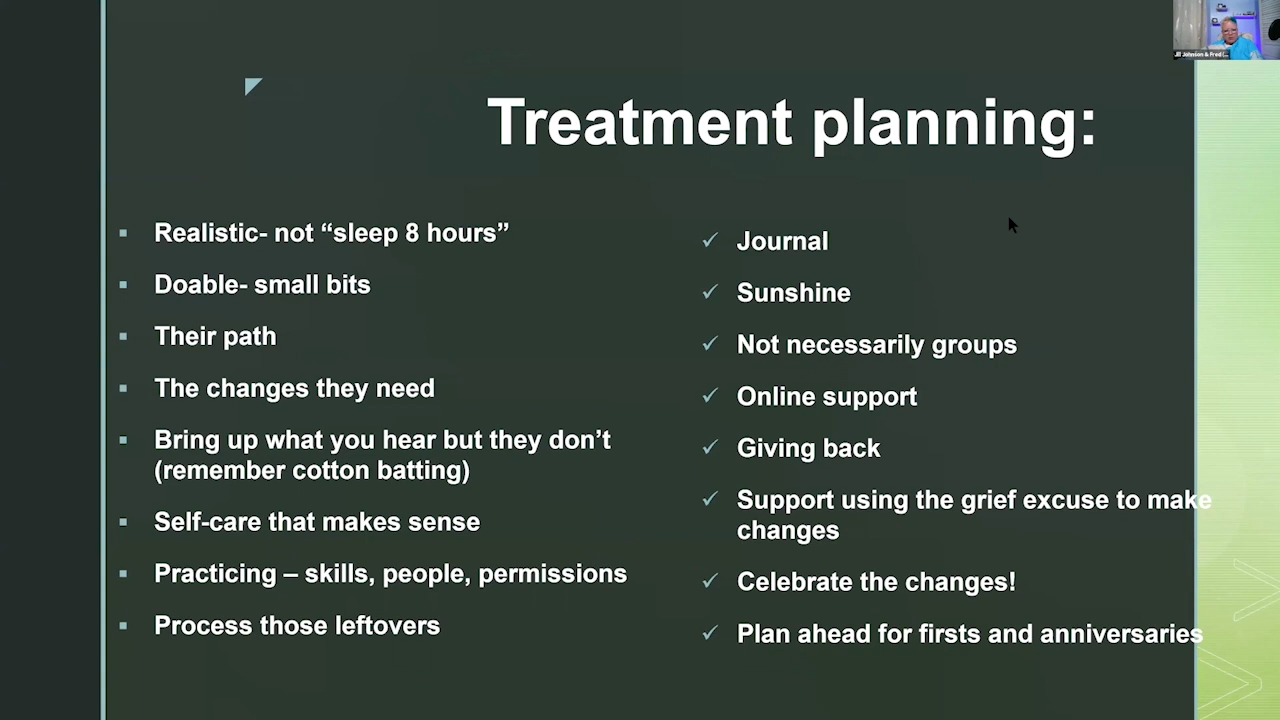 Jill Johnson & Fred (...
Treatment planning:
Realistic- not “sleep 8 hours”
Doable- small bits
Their path
The changes they need
Bring up what you hear but they don’t
(remember cotton batting)
Self-care that makes sense
Practicing – skills, people, permissions
Process those leftovers
Journal
Sunshine
Not necessarily groups
Online support
Giving back
Support using the grief excuse to make
changes
Celebrate the changes!
Plan ahead for firsts and anniversaries